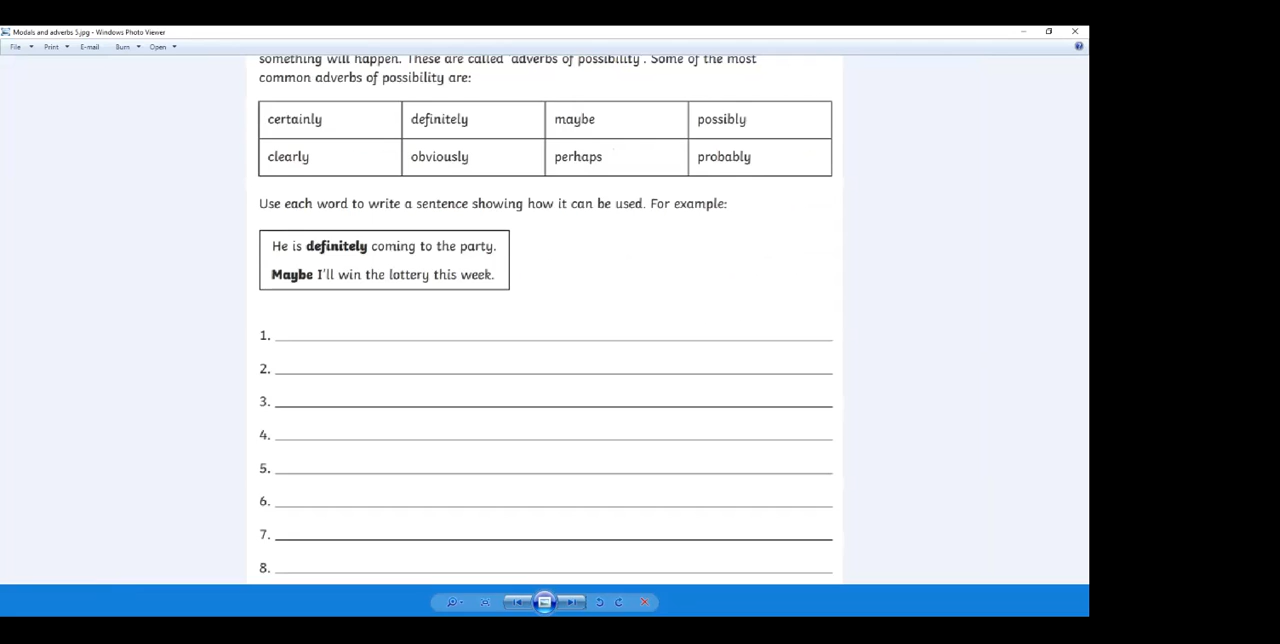 Modals and adverbs 5.jpg - Windows Photo Viewer
File Print E-mail Burn Open
something will happen. These are called 'adverbs of possibility'. Some of the most
common adverbs of possibility are:
certainly definitely maybe possibly
clearly obviously perhaps probably
Use each word to write a sentence showing how it can be used. For example:
He is definitely coming to the party.
Maybe I'll win the lottery this week.
1.
2.
3.
4.
5.
6.
7.
8.